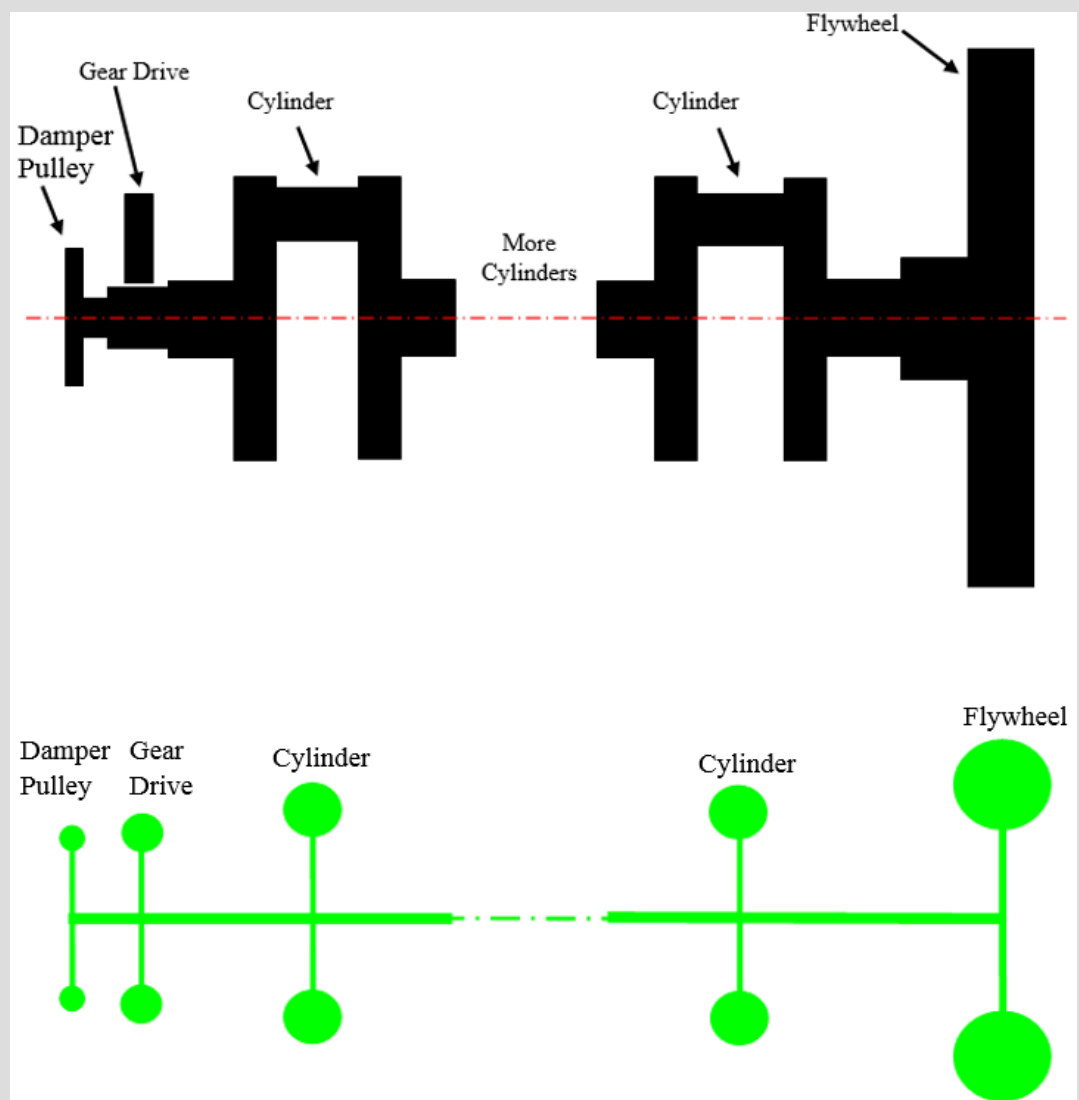 Flywheel
Gear Drive
Cylinder
Cylinder
Damper
Pulley
More
Cylinders
Flywheel
Damper
Pulley
Gear
Drive
Cylinder
Cylinder